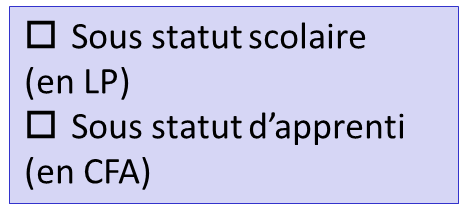 ☐ Sous statut scolaire
(en LP)
☐ Sous statut d’apprenti
(en CFA)